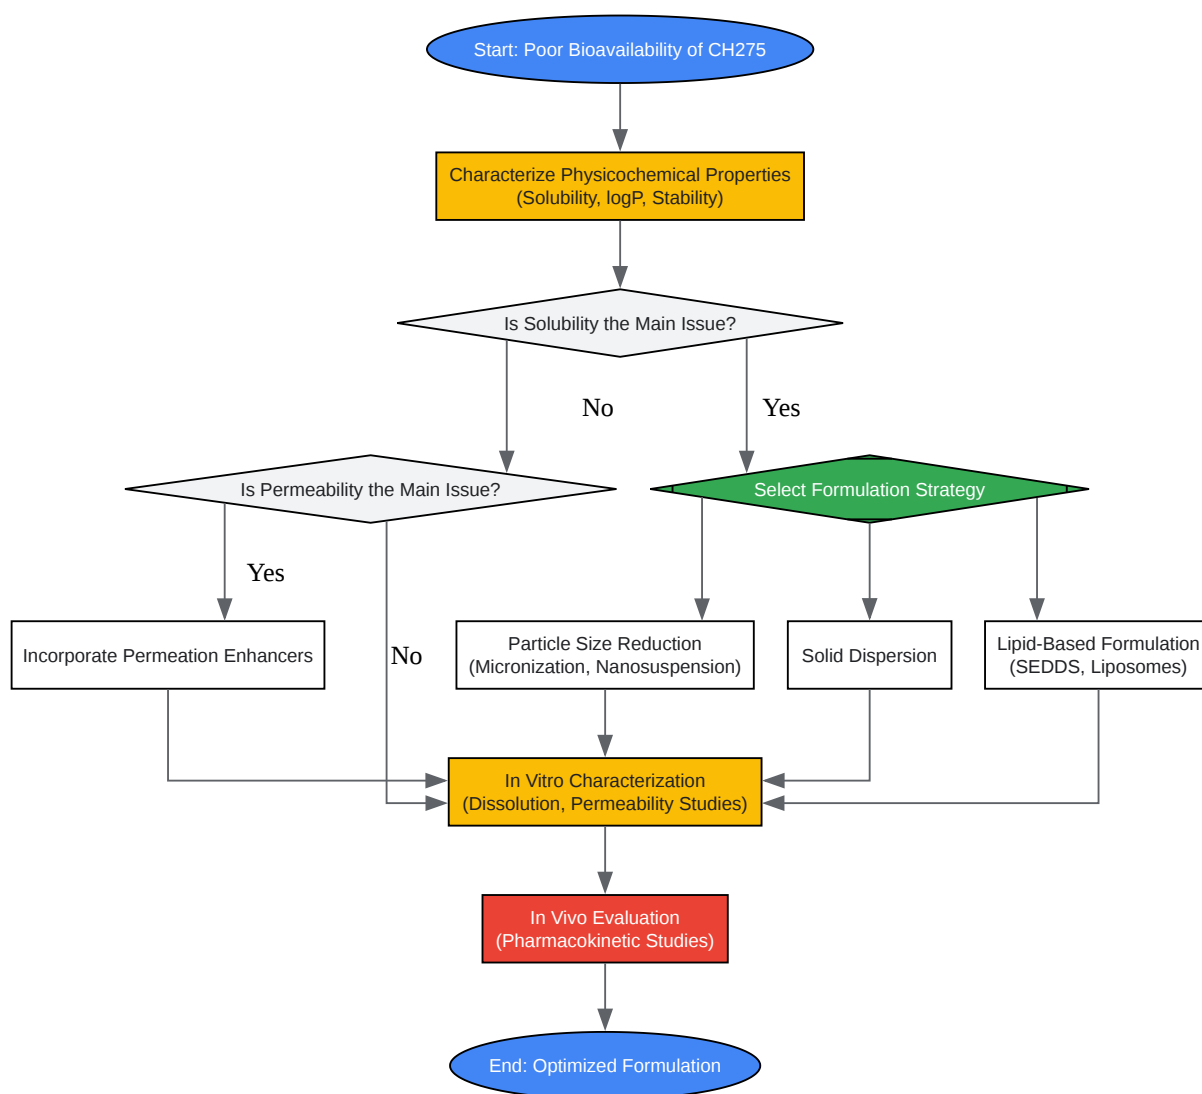 Start: Poor Bioavailability of CH275
Characterize Physicochemical Properties
(Solubility, logP, Stability)
Is Solubility the Main Issue?
No
Yes
Is Permeability the Main Issue?
Select Formulation Strategy
Yes
No
Incorporate Permeation Enhancers
Particle Size Reduction
(Micronization, Nanosuspension)
Solid Dispersion
Lipid-Based Formulation
(SEDDS, Liposomes)
In Vitro Characterization
(Dissolution, Permeability Studies)
In Vivo Evaluation
(Pharmacokinetic Studies)
End: Optimized Formulation